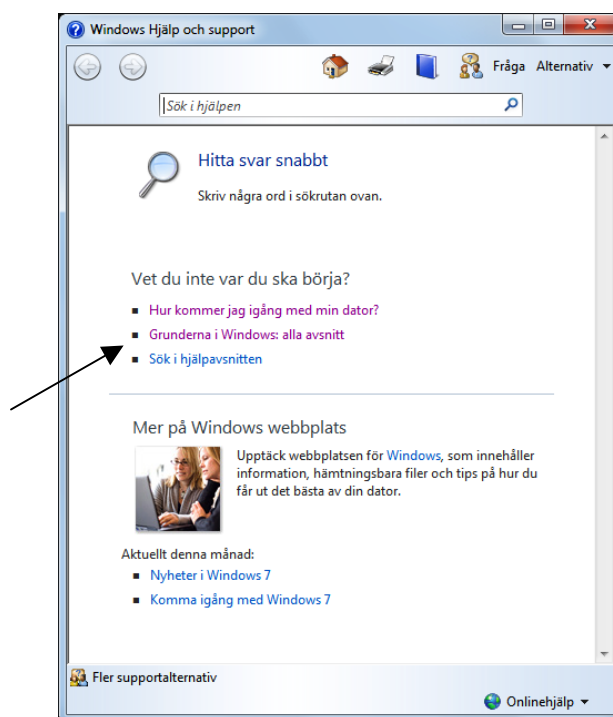 Windows Hjälp och support
Fråga Alternativ
Sök i hjälpen
Hitta svar snabbt
Skriv några ord i sökrutan ovan.
Vet du inte var du ska börja?
Hur kommer jag igång med min dator?
Grunderna i Windows: alla avsnitt
Sök i hjälpavsnitten
Mer på Windows webbplats
Upptäck webbplatsen för Windows, som innehåller
information, hämtningsbara filer och tips på hur du
får ut det bästa av din dator.
Aktuellt denna månad:
Nyheter i Windows 7
Komma igång med Windows 7
Fler supportalternativ
Onlinehjälp